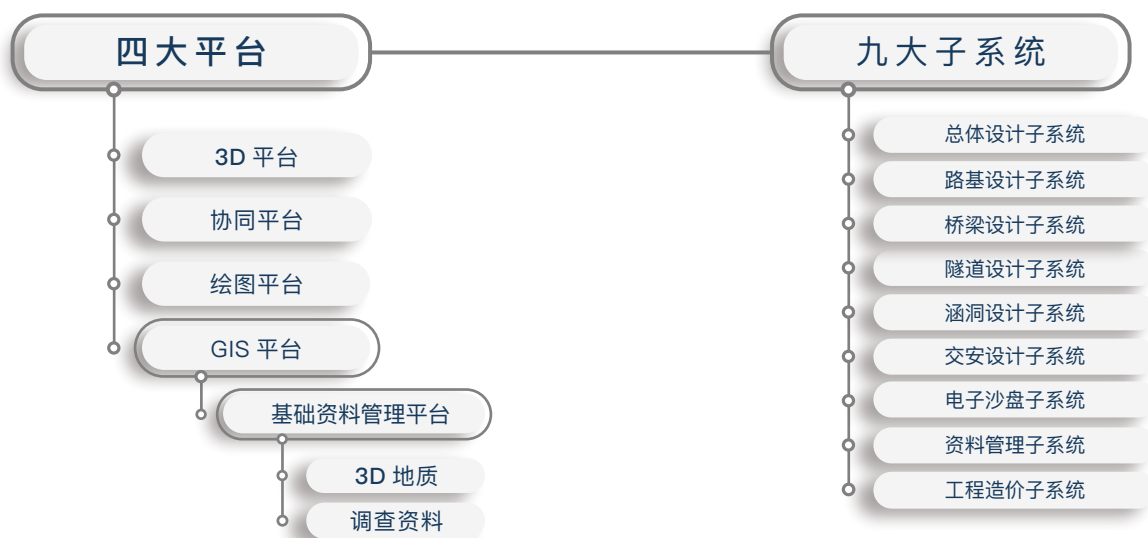 四大平台
3D 平台
协同平台
绘图平台
GIS 平台
基础资料管理平台
3D 地质
调查资料
九大子系统
总体设计子系统
路基设计子系统
桥梁设计子系统
隧道设计子系统
涵洞设计子系统
交安设计子系统
电子沙盘子系统
资料管理子系统
工程造价子系统